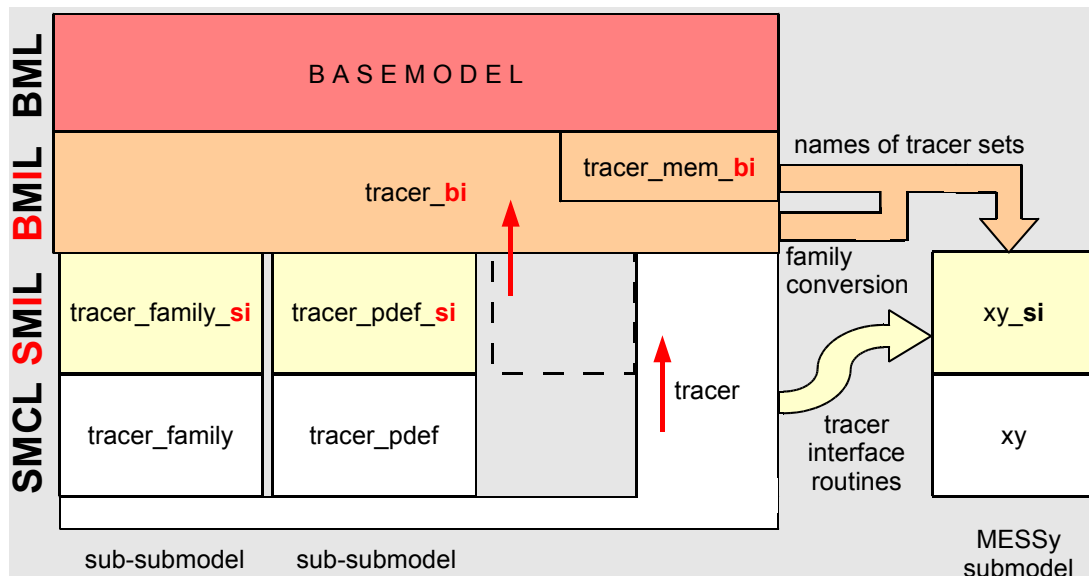 BML
BMIL
SMIL
SMCL
BASEMODEL
tracer_bi
tracer_mem_bi
names of tracer sets
family
conversion
tracer_family_si
tracer_pdef_si
xy_si
tracer_family
tracer_pdef
tracer
tracer
interface
routines
xy
sub-submodel
sub-submodel
MESSy
submodel